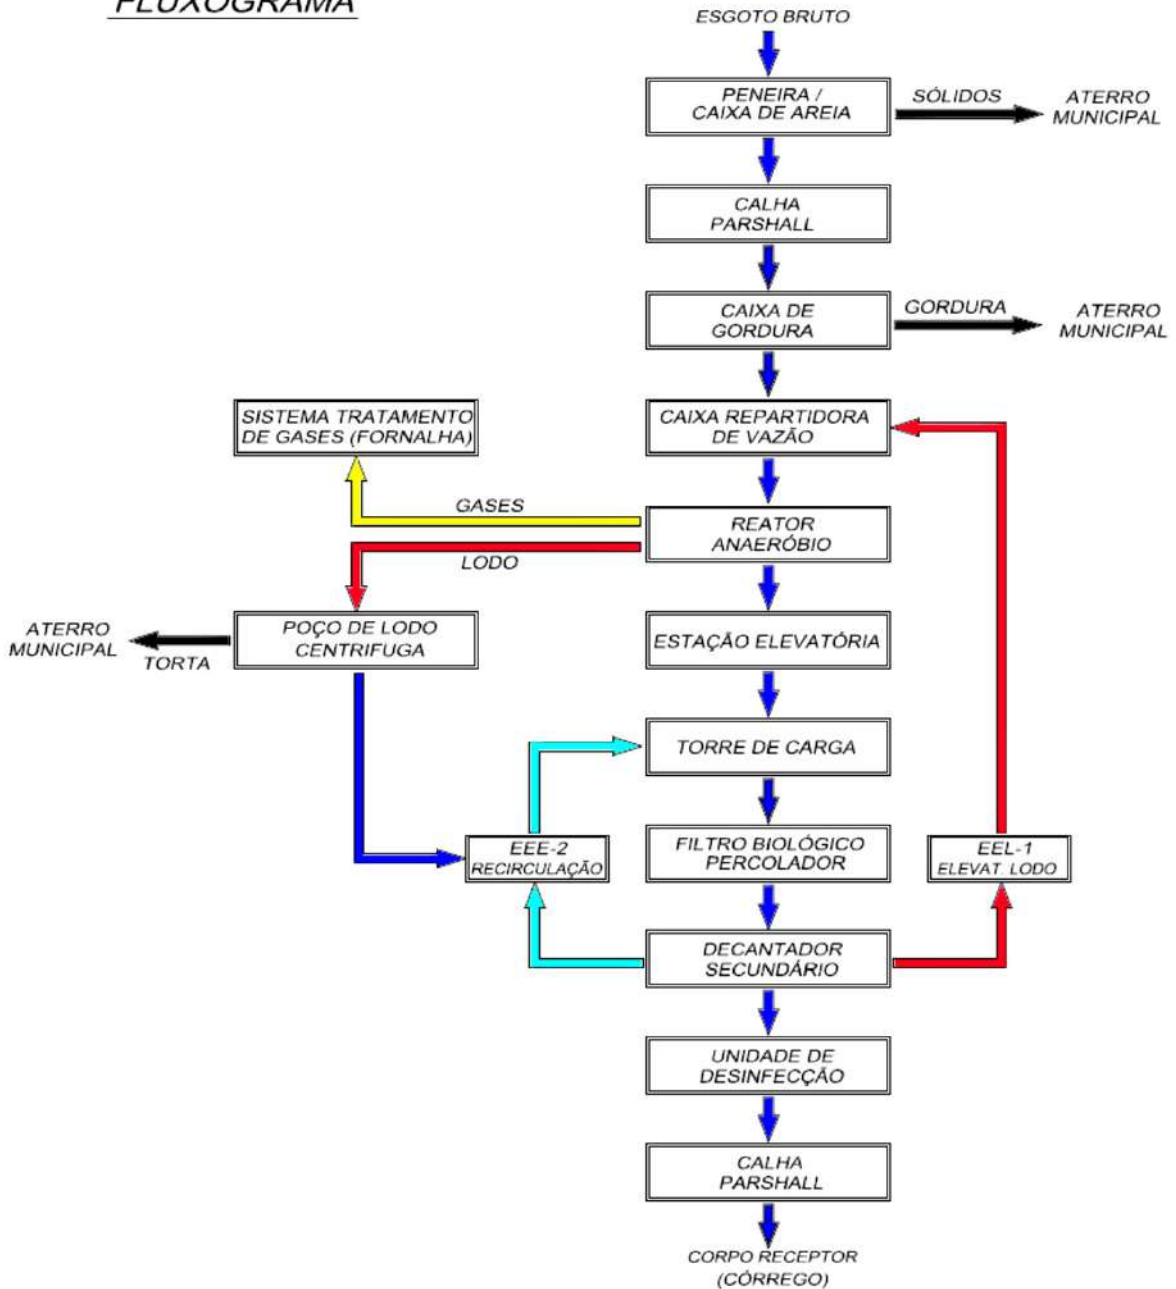 FLUXOGRAMA
ESGOTO BRUTO
PENEIRA /
CAIXA DE AREIA
SÓLIDOS
ATERRO
MUNICIPAL
CALHA
PARSHALL
CAIXA DE
GORDURA
GORDURA
ATERRO
MUNICIPAL
SISTEMA TRATAMENTO
DE GASES (FORNALHA)
CAIXA REPARTIDORA
DE VAZÃO
GASES
REATOR
ANAERÓBIO
LODO
ATERRO
MUNICIPAL
TORTA
POÇO DE LODO
CENTRIFUGA
ESTAÇÃO ELEVATÓRIA
TORRE DE CARGA
EEE-2
RECIRCULAÇÃO
FILTRO BIOLÓGICO
PERCOLADOR
EEL-1
ELEVAT. LODO
DECANTADOR
SECUNDÁRIO
UNIDADE DE
DESINFECÇÃO
CALHA
PARSHALL
CORPO RECEPTOR
(CÓRREGO)